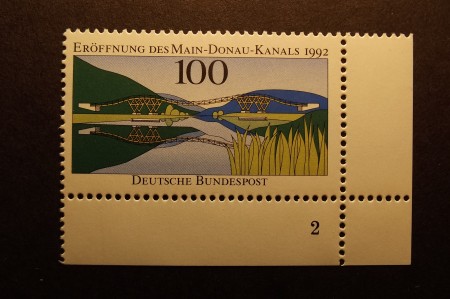 ERÖFFNUNG DES MAIN-DONAU-KANALS 1992
100
DEUTSCHE BUNDESPOST
2